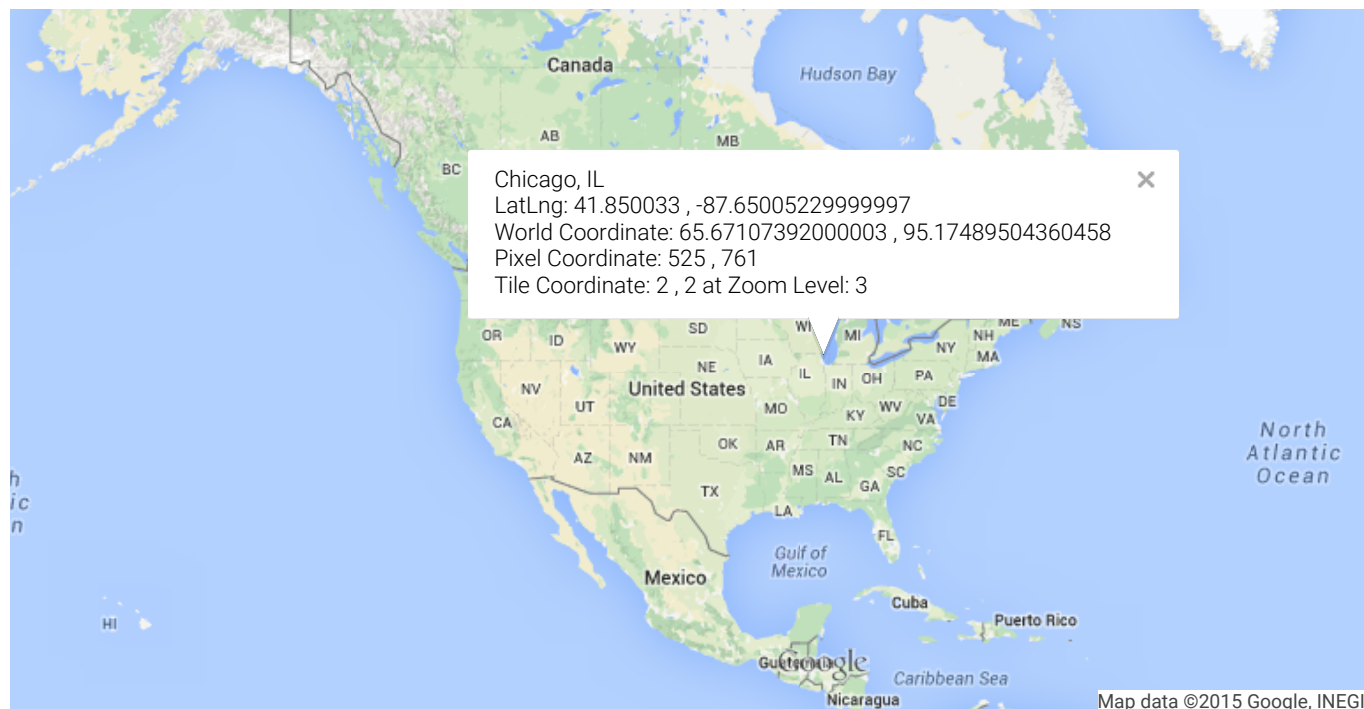 Canada
Hudson Bay
AB
MB
BC
Chicago, IL
LatLng: 41.850033 , -87.65005229999997
World Coordinate: 65.67107392000003 , 95.17489504360458
Pixel Coordinate: 525 , 761
Tile Coordinate: 2 , 2 at Zoom Level: 3
OR
ID
WY
SD
WI
MI
ME
NS
NH
NY
MA
NE
IA
IL
IN
OH
PA
NV
UT
United States
MO
KY
WV
VA
DE
CA
AZ
NM
OK
AR
TN
NC
North
Atlantic
Ocean
TX
MS
AL
GA
SC
LA
FL
h
ic
n
Gulf of
Mexico
Mexico
HI
Cuba
Puerto Rico
Guatemala
Google
Caribbean Sea
Nicaragua
Map data ©2015 Google, INEGI